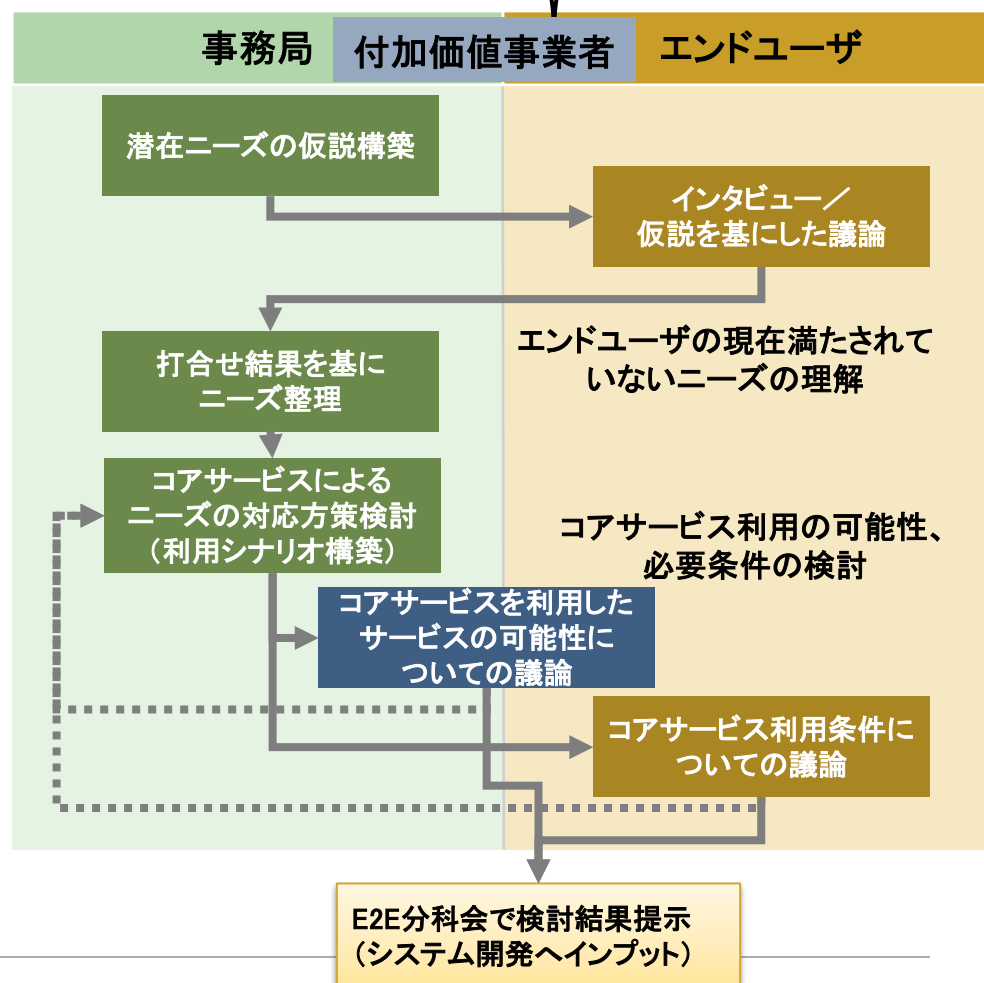 事務局
付加価値事業者
エンドユーザ
潜在ニーズの仮説構築
インタビュー／
仮説を基にした議論
打合せ結果を基に
ニーズ整理
エンドユーザの現在満たされて
いないニーズの理解
コアサービスによる
ニーズの対応方策検討
（利用シナリオ構築）
コアサービス利用の可能性、
必要条件の検討
コアサービスを利用した
サービスの可能性に
ついての議論
コアサービス利用条件に
ついての議論
E2E分科会で検討結果提示
（システム開発へインプット）